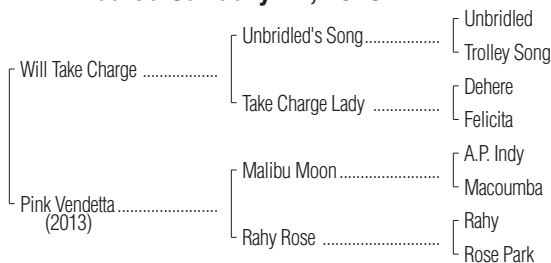 Unbridled
Unbridled's Song
Trolley Song
Will Take Charge
Dehere
Take Charge Lady
Felicita
A.P. Indy
Malibu Moon
Macoumba
Pink Vendetta
(2013)
Rahy
Rahy Rose
Rose Park